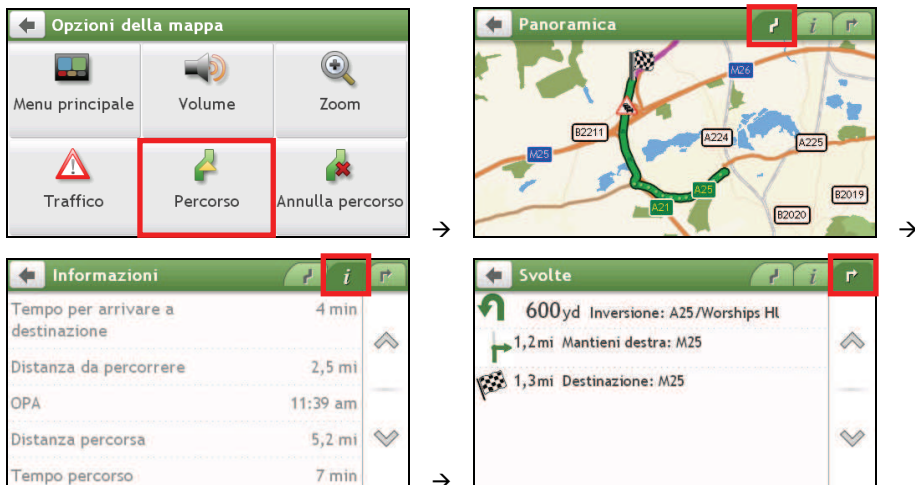 Opzioni della mappa
Menu principale
Volume
Zoom
Traffico
Percorso
Annulla percorso
→
Panoramica
i
M26
B2211
A224
A225
M25
A25
A21
B2019
B2020
→
Informazioni
i
Tempo per arrivare a destinazione 4 min
Distanza da percorrere 2,5 mi
OPA 11:39 am
Distanza percorsa 5,2 mi
Tempo percorso 7 min
→
Svolte
i
600yd Inversione: A25/Worships Hl
1,2mi Mantieni destra: M25
1,3mi Destinazione: M25